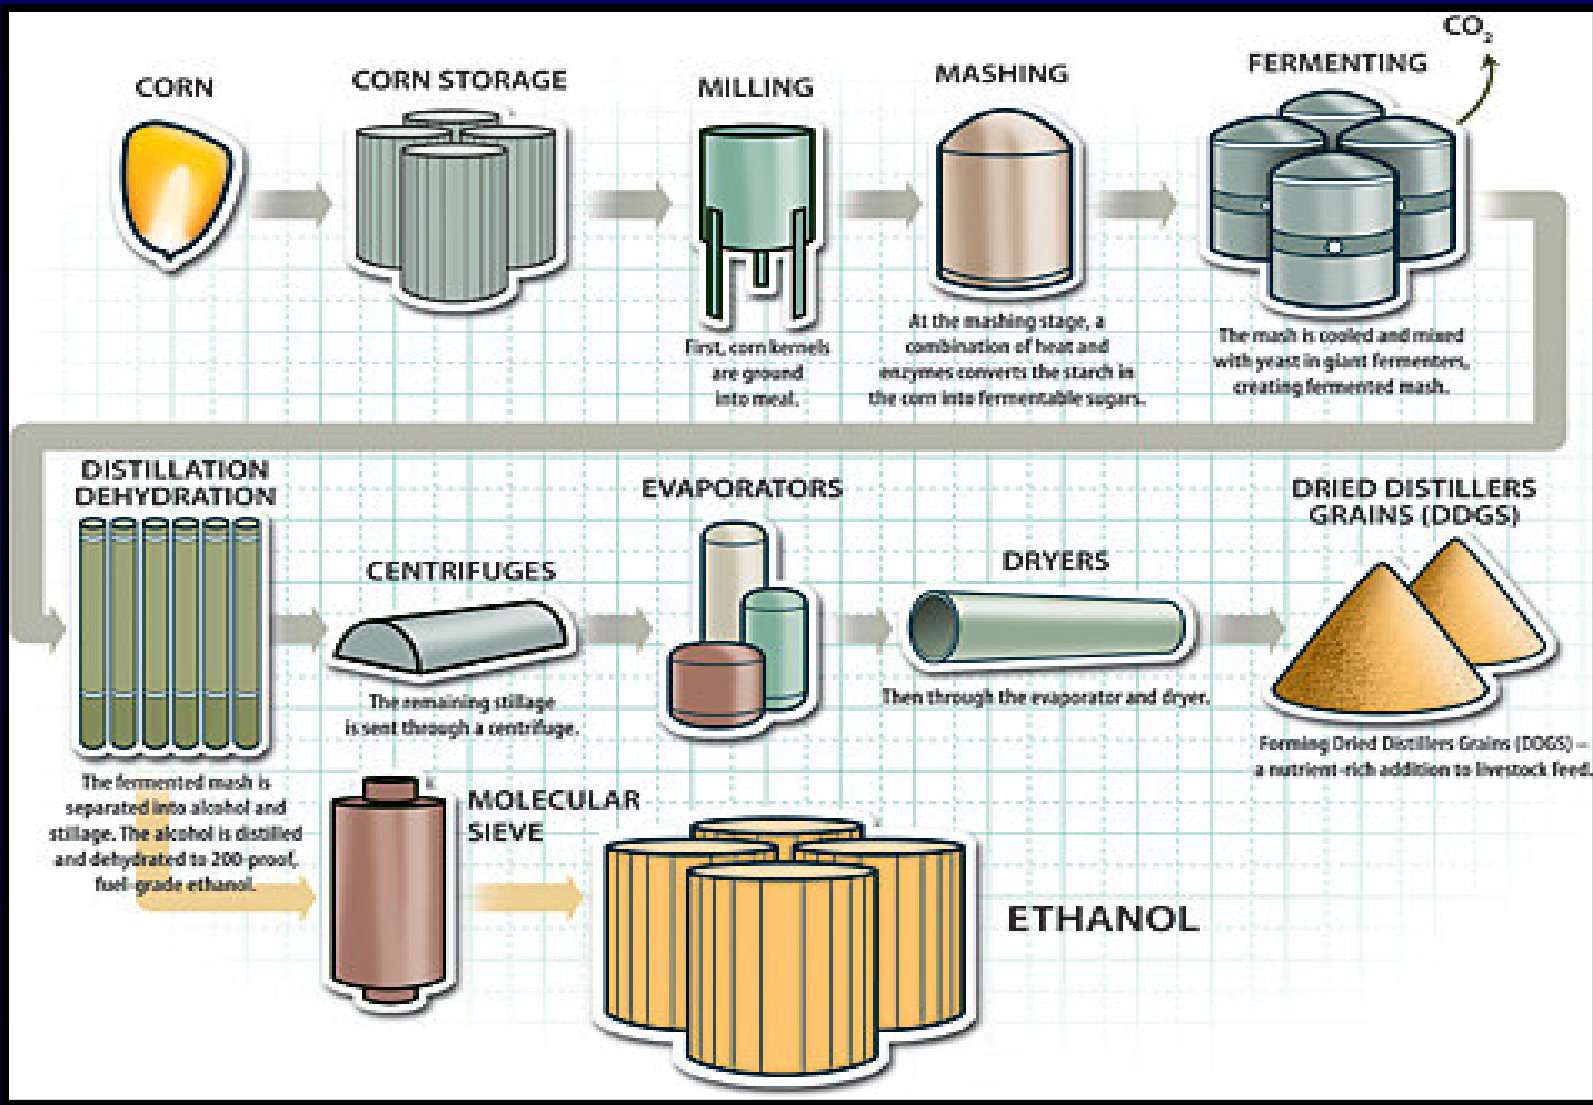 CO₂
CORN
CORN STORAGE
MILLING
MASHING
FERMENTING
First, corn kernels
are ground
into meal.
At the mashing stage, a
combination of heat and
enzymes converts the starch in
the corn into fermentable sugars.
The mash is cooled and mixed
with yeast in giant fermenters,
creating fermented mash.
DISTILLATION
DEHYDRATION
CENTRIFUGES
EVAPORATORS
DRYERS
DRIED DISTILLERS
GRAINS (DDGS)
The remaining stillage
is sent through a centrifuge.
Then through the evaporator and dryer.
Forming Dried Distillers Grains (DDGS) –
a nutrient-rich addition to livestock feed.
The fermented mash is
separated into alcohol and
stillage. The alcohol is distilled
and dehydrated to 200-proof,
fuel-grade ethanol.
MOLECULAR
SIEVE
ETHANOL